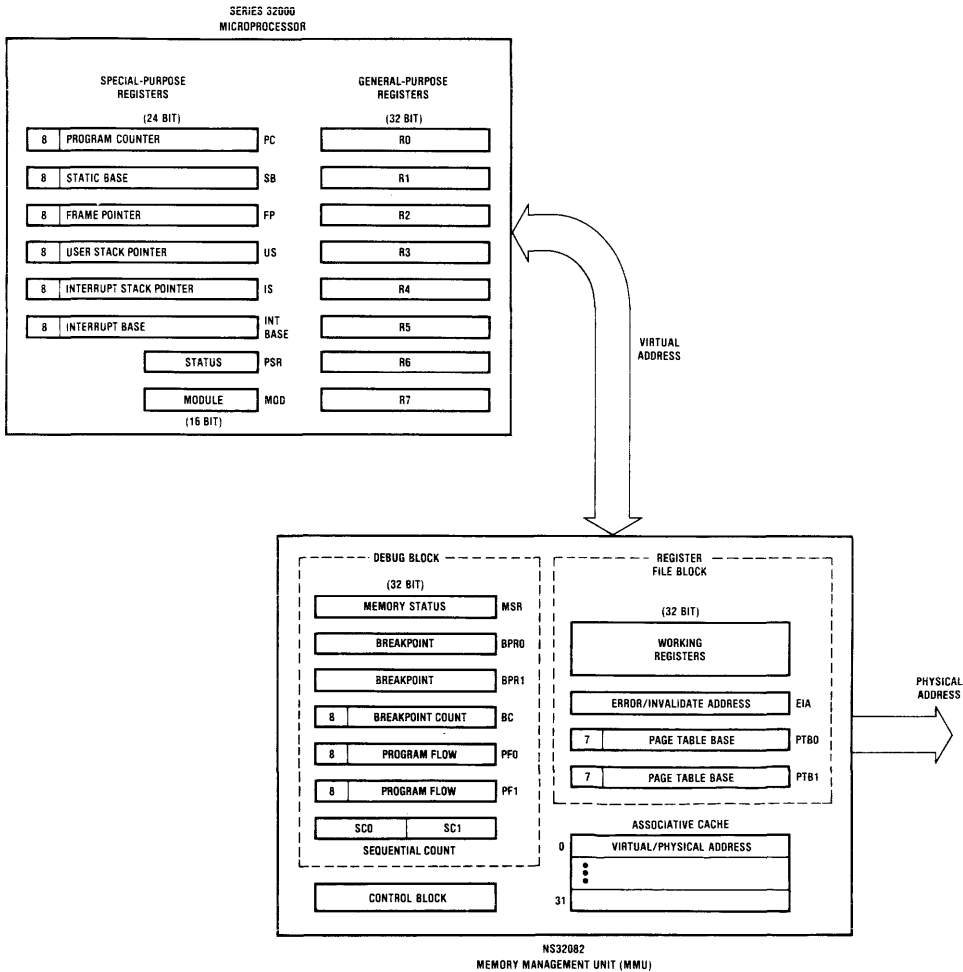 SERIES 32000
MICROPROCESSOR
SPECIAL-PURPOSE
REGISTERS
(24 BIT)
8 PROGRAM COUNTER PC
8 STATIC BASE SB
8 FRAME POINTER FP
8 USER STACK POINTER US
8 INTERRUPT STACK POINTER IS
8 INTERRUPT BASE INT
BASE
STATUS PSR
MODULE MOD
(16 BIT)
GENERAL-PURPOSE
REGISTERS
(32 BIT)
R0
R1
R2
R3
R4
R5
R6
R7
VIRTUAL
ADDRESS
DEBUG BLOCK
(32 BIT)
MEMORY STATUS MSR
BREAKPOINT BPR0
BREAKPOINT BPR1
8 BREAKPOINT COUNT BC
8 PROGRAM FLOW PF0
8 PROGRAM FLOW PF1
SC0 SC1
SEQUENTIAL COUNT
CONTROL BLOCK
REGISTER
FILE BLOCK
(32 BIT)
WORKING
REGISTERS
ERROR/INVALIDATE ADDRESS EIA
7 PAGE TABLE BASE PTB0
7 PAGE TABLE BASE PTB1
ASSOCIATIVE CACHE
0 VIRTUAL/PHYSICAL ADDRESS
31
PHYSICAL
ADDRESS
NS32082
MEMORY MANAGEMENT UNIT (MMU)